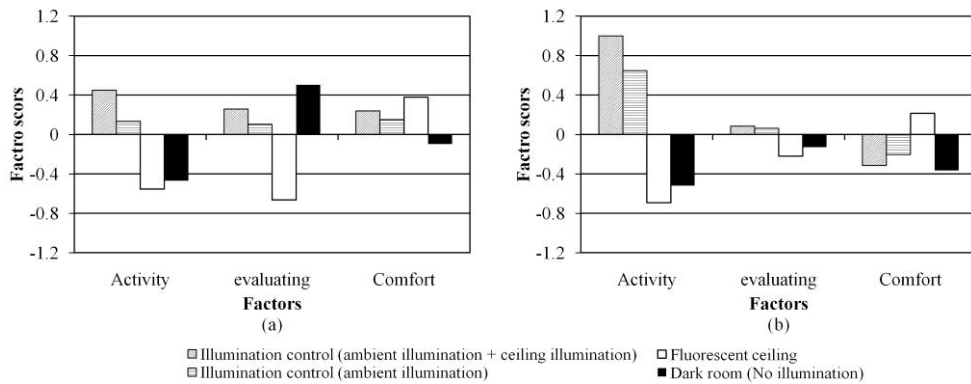 1.2
0.8
0.4
0
-0.4
-0.8
-1.2
Factro scors
Activity evaluating Comfort
Factors
(a)
1.2
0.8
0.4
0
-0.4
-0.8
-1.2
Factro scors
Activity evaluating Comfort
Factors
(b)
Illumination control (ambient illumination + ceiling illumination)
Illumination control (ambient illumination)
Fluorescent ceiling
Dark room (No illumination)